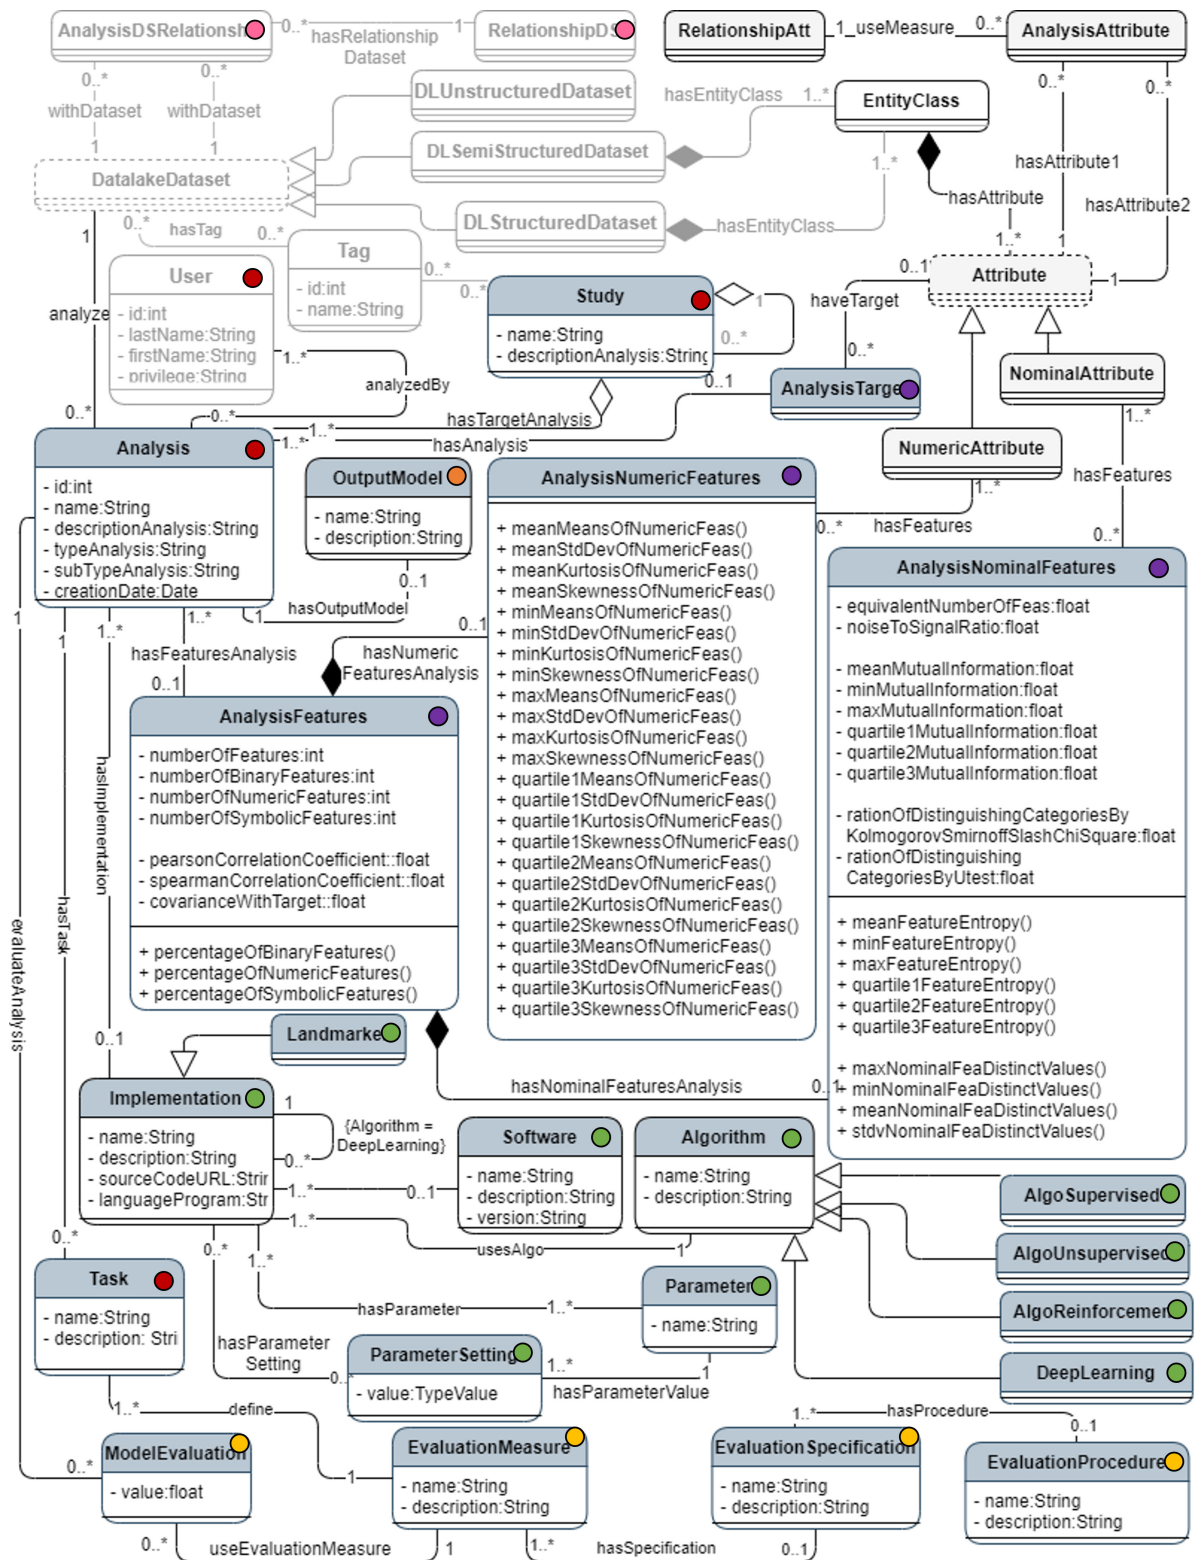 AnalysisDSRelationsh
0..*
1
hasRelationship
Dataset
RelationshipDS
RelationshipAtt
1
useMeasure
0..*
AnalysisAttribute
0..*
0..*
withDataset
withDataset
1
1
DLUnstructuredDataset
hasEntityClass
1..*
EntityClass
0..*
0..*
DLSemiStructuredDataset
1..*
hasAttribute1
DatalakeDataset
hasAttribute
hasAttribute2
DLStructuredDataset
hasEntityClass
0..*
hasTag
0..*
1
1..*
1
Tag
- id:int
- name:String
0..*
0..*
0..1
Attribute
1
User
- id:int
- lastName:String
- firstName:String
- privilege:String
analyze
Study
- name:String
- descriptionAnalysis:String
1
0..*
haveTarget
0..*
1..*
analyzedBy
0..1
AnalysisTarge
NominalAttribute
0..*
0..*
1..*
hasTargetAnalysis
1..*
hasAnalysis
1..*
NumericAttribute
hasFeatures
1..*
hasFeatures
0..*
0..*
Analysis
- id:int
- name:String
- descriptionAnalysis:String
- typeAnalysis:String
- subTypeAnalysis:String
- creationDate:Date
OutputModel
- name:String
- description:String
0..1
hasOutputModel
1
AnalysisNumericFeatures
+ meanMeansOfNumericFeas()
+ meanStdDevOfNumericFeas()
+ meanKurtosisOfNumericFeas()
+ meanSkewnessOfNumericFeas()
+ minMeansOfNumericFeas()
+ minStdDevOfNumericFeas()
+ minKurtosisOfNumericFeas()
+ minSkewnessOfNumericFeas()
+ maxMeansOfNumericFeas()
+ maxStdDevOfNumericFeas()
+ maxKurtosisOfNumericFeas()
+ maxSkewnessOfNumericFeas()
+ quartile1MeansOfNumericFeas()
+ quartile1StdDevOfNumericFeas()
+ quartile1KurtosisOfNumericFeas()
+ quartile1SkewnessOfNumericFeas()
+ quartile2MeansOfNumericFeas()
+ quartile2StdDevOfNumericFeas()
+ quartile2KurtosisOfNumericFeas()
+ quartile2SkewnessOfNumericFeas()
+ quartile3MeansOfNumericFeas()
+ quartile3StdDevOfNumericFeas()
+ quartile3KurtosisOfNumericFeas()
+ quartile3SkewnessOfNumericFeas()
AnalysisNominalFeatures
- equivalentNumberOfFeas:float
- noiseToSignalRatio:float
- meanMutualInformation:float
- minMutualInformation:float
- maxMutualInformation:float
- quartile1MutualInformation:float
- quartile2MutualInformation:float
- quartile3MutualInformation:float
- rationOfDistinguishingCategoriesBy
KolmogorovSmirnoffSlashChiSquare:float
- rationOfDistinguishing
CategoriesByUtest:float
+ meanFeatureEntropy()
+ minFeatureEntropy()
+ maxFeatureEntropy()
+ quartile1FeatureEntropy()
+ quartile2FeatureEntropy()
+ quartile3FeatureEntropy()
+ maxNominalFeaDistinctValues()
+ minNominalFeaDistinctValues()
+ meanNominalFeaDistinctValues()
+ stdvNominalFeaDistinctValues()
1
1
1..*
1..*
hasFeaturesAnalysis
0..1
0..1
hasNumeric
FeaturesAnalysis
AnalysisFeatures
- numberOfFeatures:int
- numberOfBinaryFeatures:int
- numberOfNumericFeatures:int
- numberOfSymbolicFeatures:int
- pearsonCorrelationCoefficient::float
- spearmanCorrelationCoefficient::float
- covarianceWithTarget::float
+ percentageOfBinaryFeatures()
+ percentageOfNumericFeatures()
+ percentageOfSymbolicFeatures()
hasImplementation
hasTask
evaluateAnalysis
Landmarke
0..1
hasNominalFeaturesAnalysis
0..1
Implementation
- name:String
- description:String
- sourceCodeURL:Strin
- languageProgram:Str
1
{Algorithm =
DeepLearning}
0..*
1..*
0..1
Software
- name:String
- description:String
- version:String
Algorithm
- name:String
- description:String
AlgoSupervised
AlgoUnsupervised
AlgoReinforcemen
DeepLearning
1..*
usesAlgo
1
0..*
0..*
1..*
Task
- name:String
- description: Stri
hasParameter
1..*
Parameter
- name:String
hasParameter
Setting
0..
ParameterSetting
- value:TypeValue
1..*
hasParameterValue
1
1..*
define
1
1..*
hasProcedure
0..1
ModelEvaluation
- value:float
0..*
EvaluationMeasure
- name:String
- description:String
EvaluationSpecification
- name:String
- description:String
EvaluationProcedure
- name:String
- description:String
0..*
useEvaluationMeasure
1
1..*
hasSpecification
0..1